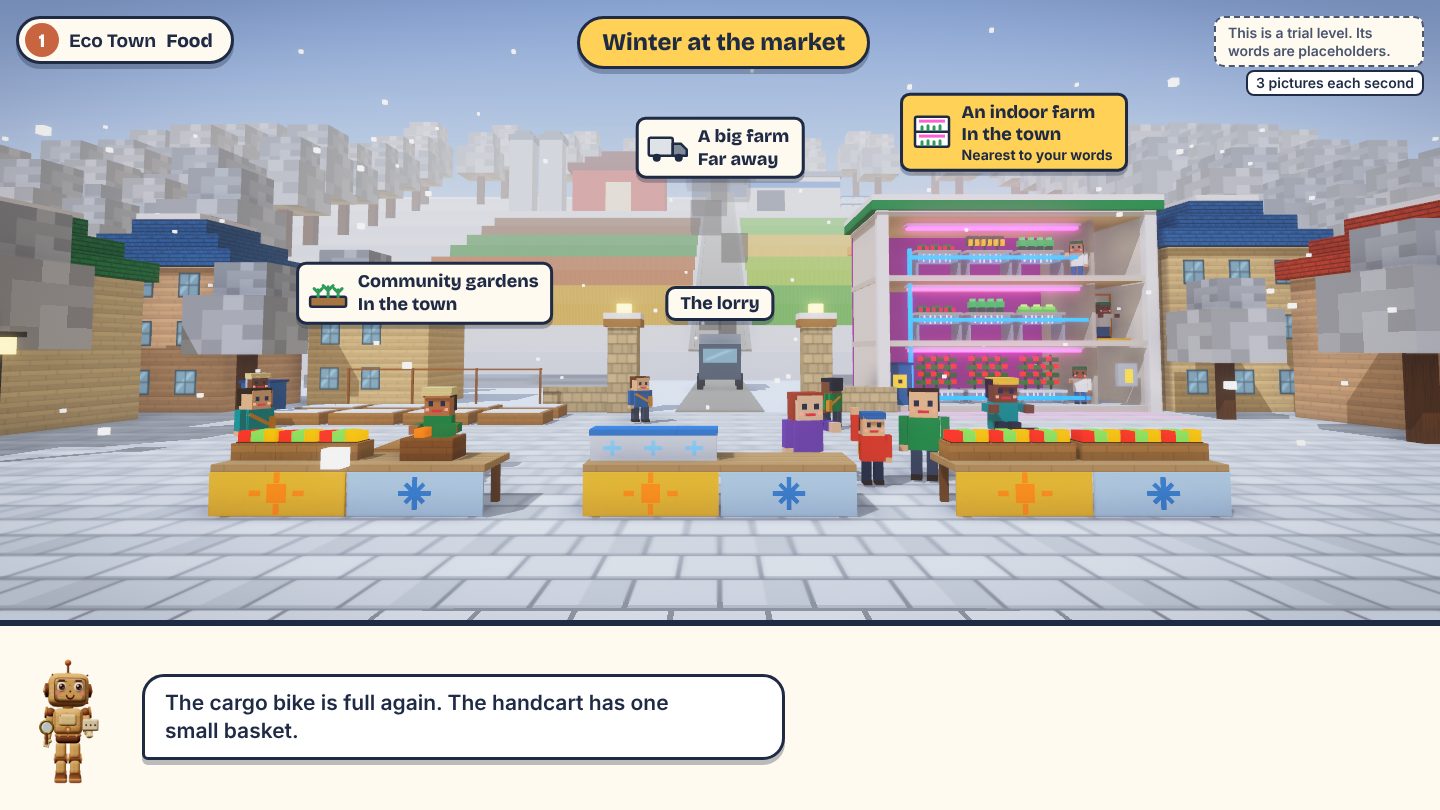 1 Eco Town Food
Winter at the market
This is a trial level. Its
words are placeholders.
3 pictures each second
A big farm
Far away
An indoor farm
In the town
Nearest to your words
Community gardens
In the town
The lorry
The cargo bike is full again. The handcart has one
small basket.